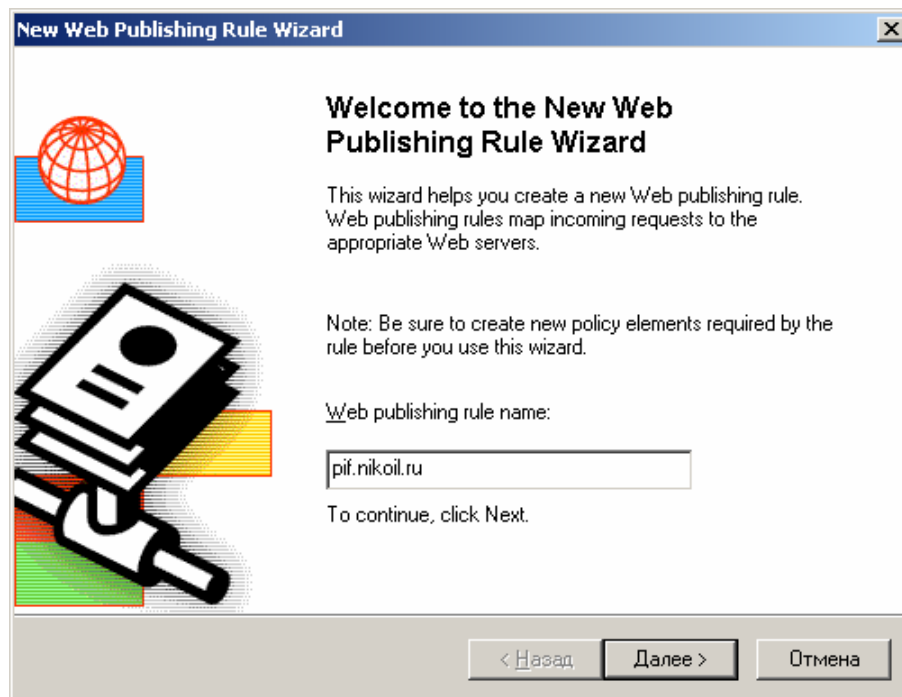 New Web Publishing Rule Wizard
Welcome to the New Web
Publishing Rule Wizard
This wizard helps you create a new Web publishing rule.
Web publishing rules map incoming requests to the
appropriate Web servers.
Note: Be sure to create new policy elements required by the
rule before you use this wizard.
Web publishing rule name:
pif.nikoil.ru
To continue, click Next.
< Назад
Далее >
Отмена